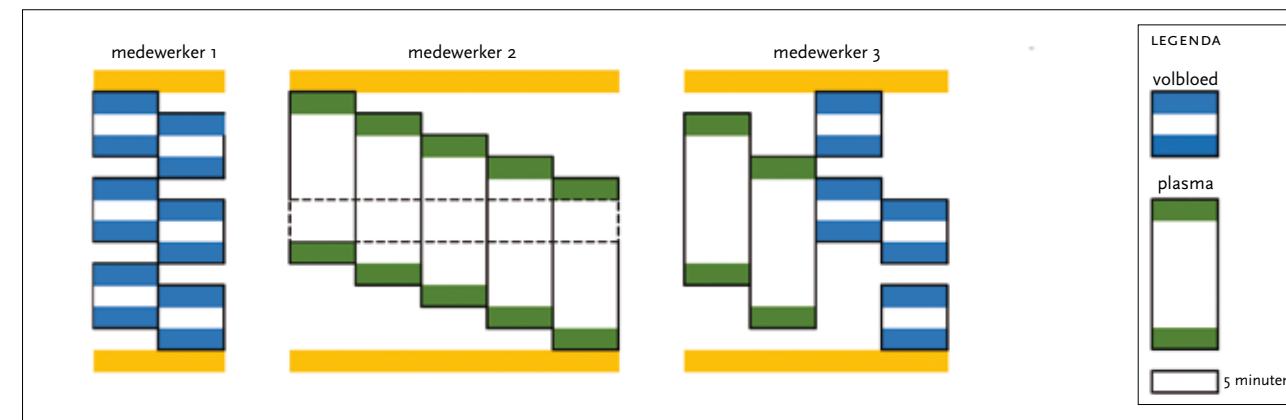 medewerker 1
medewerker 2
medewerker 3
LEGENDA
volbloed
plasma
5 minuten